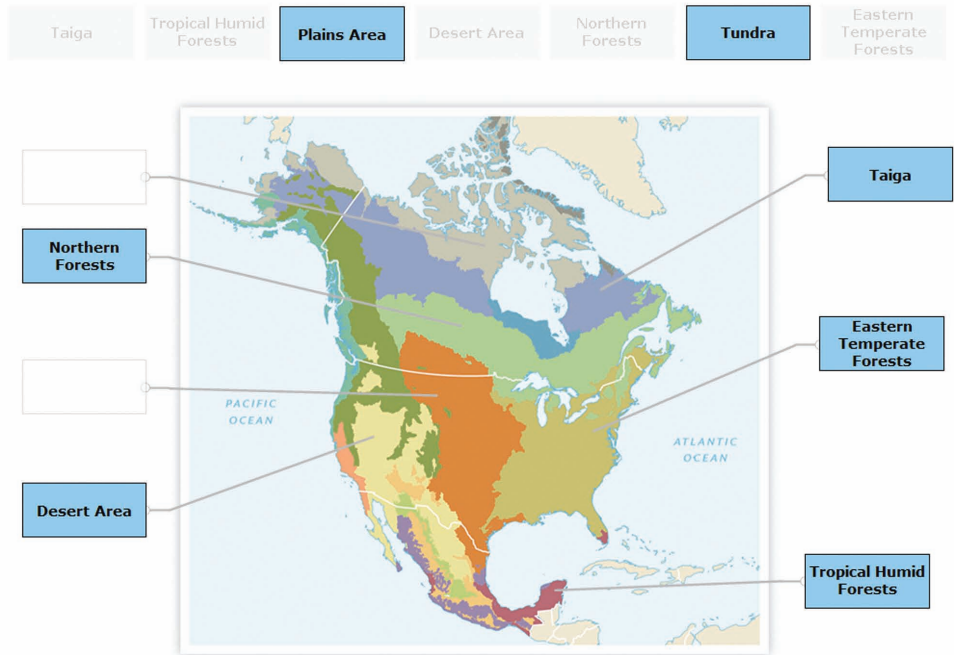 Taiga
Tropical Humid
Forests
Plains Area
Desert Area
Northern
Forests
Tundra
Eastern
Temperate
Forests
Taiga
Northern
Forests
Eastern
Temperate
Forests
PACIFIC
OCEAN
ATLANTIC
OCEAN
Desert Area
Tropical Humid
Forests